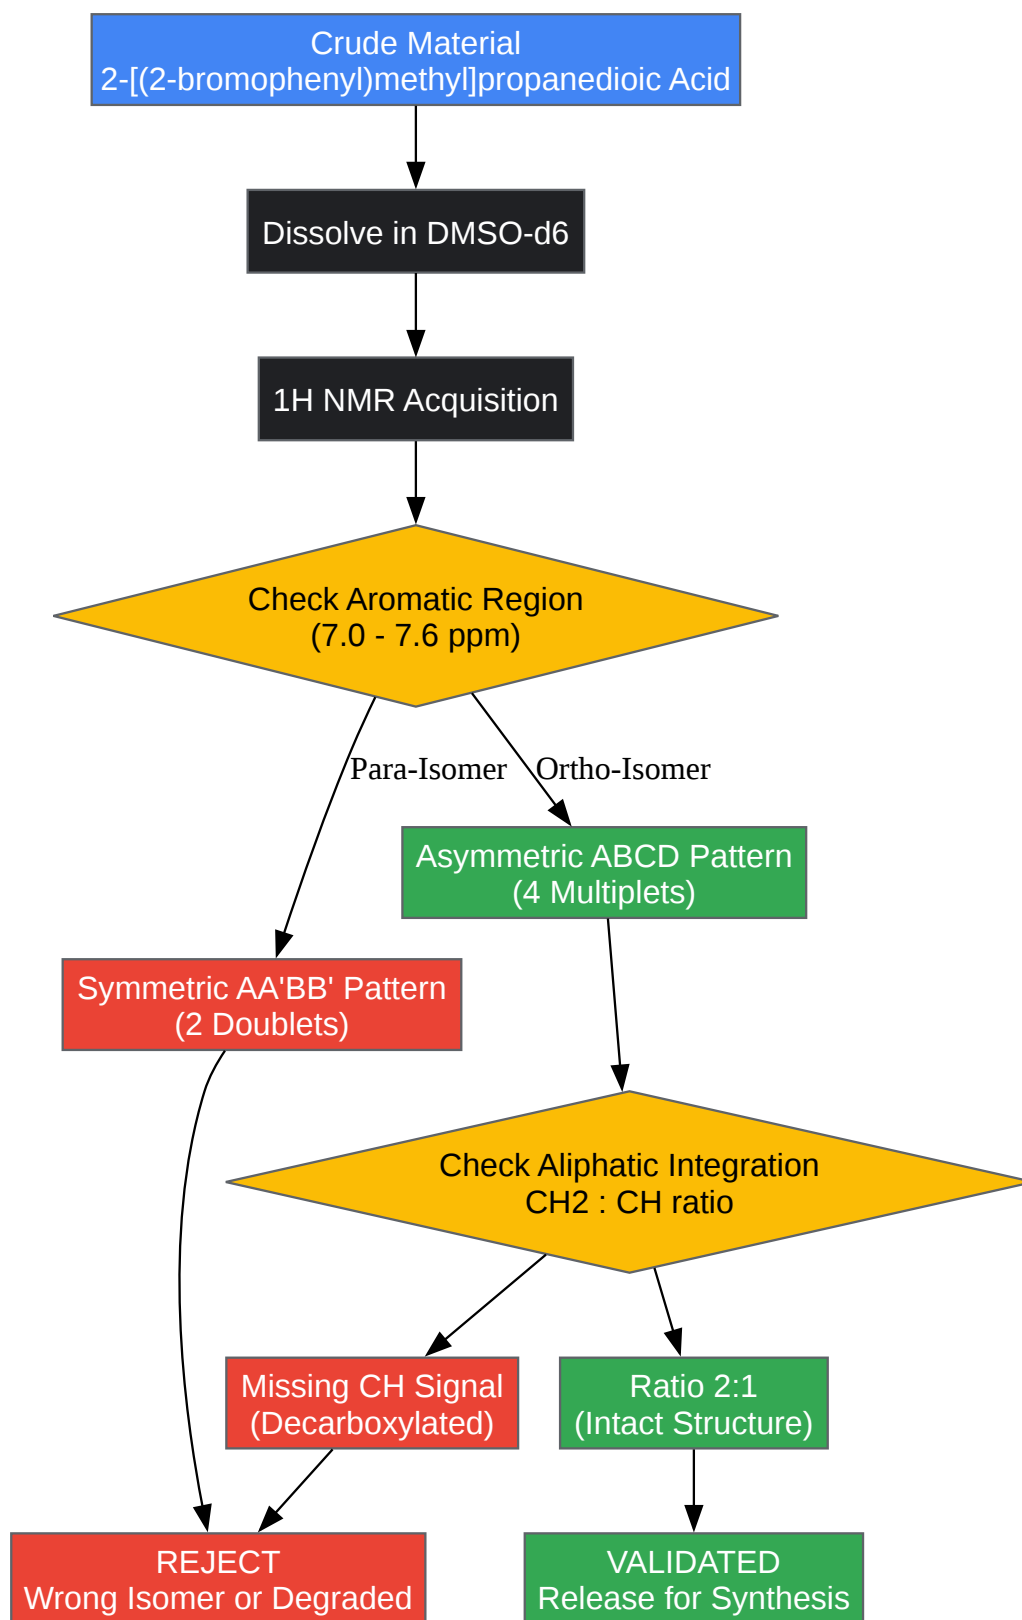 Crude Material
2-[(2-bromophenyl)methyl]propanedioic Acid
Dissolve in DMSO-d6
1H NMR Acquisition
Check Aromatic Region
(7.0 - 7.6 ppm)
Para-Isomer
Ortho-Isomer
Asymmetric ABCD Pattern
(4 Multiplets)
Symmetric AA'BB' Pattern
(2 Doublets)
Check Aliphatic Integration
CH2 : CH ratio
Missing CH Signal
(Decarboxylated)
Ratio 2:1
(Intact Structure)
REJECT
Wrong Isomer or Degraded
VALIDATED
Release for Synthesis